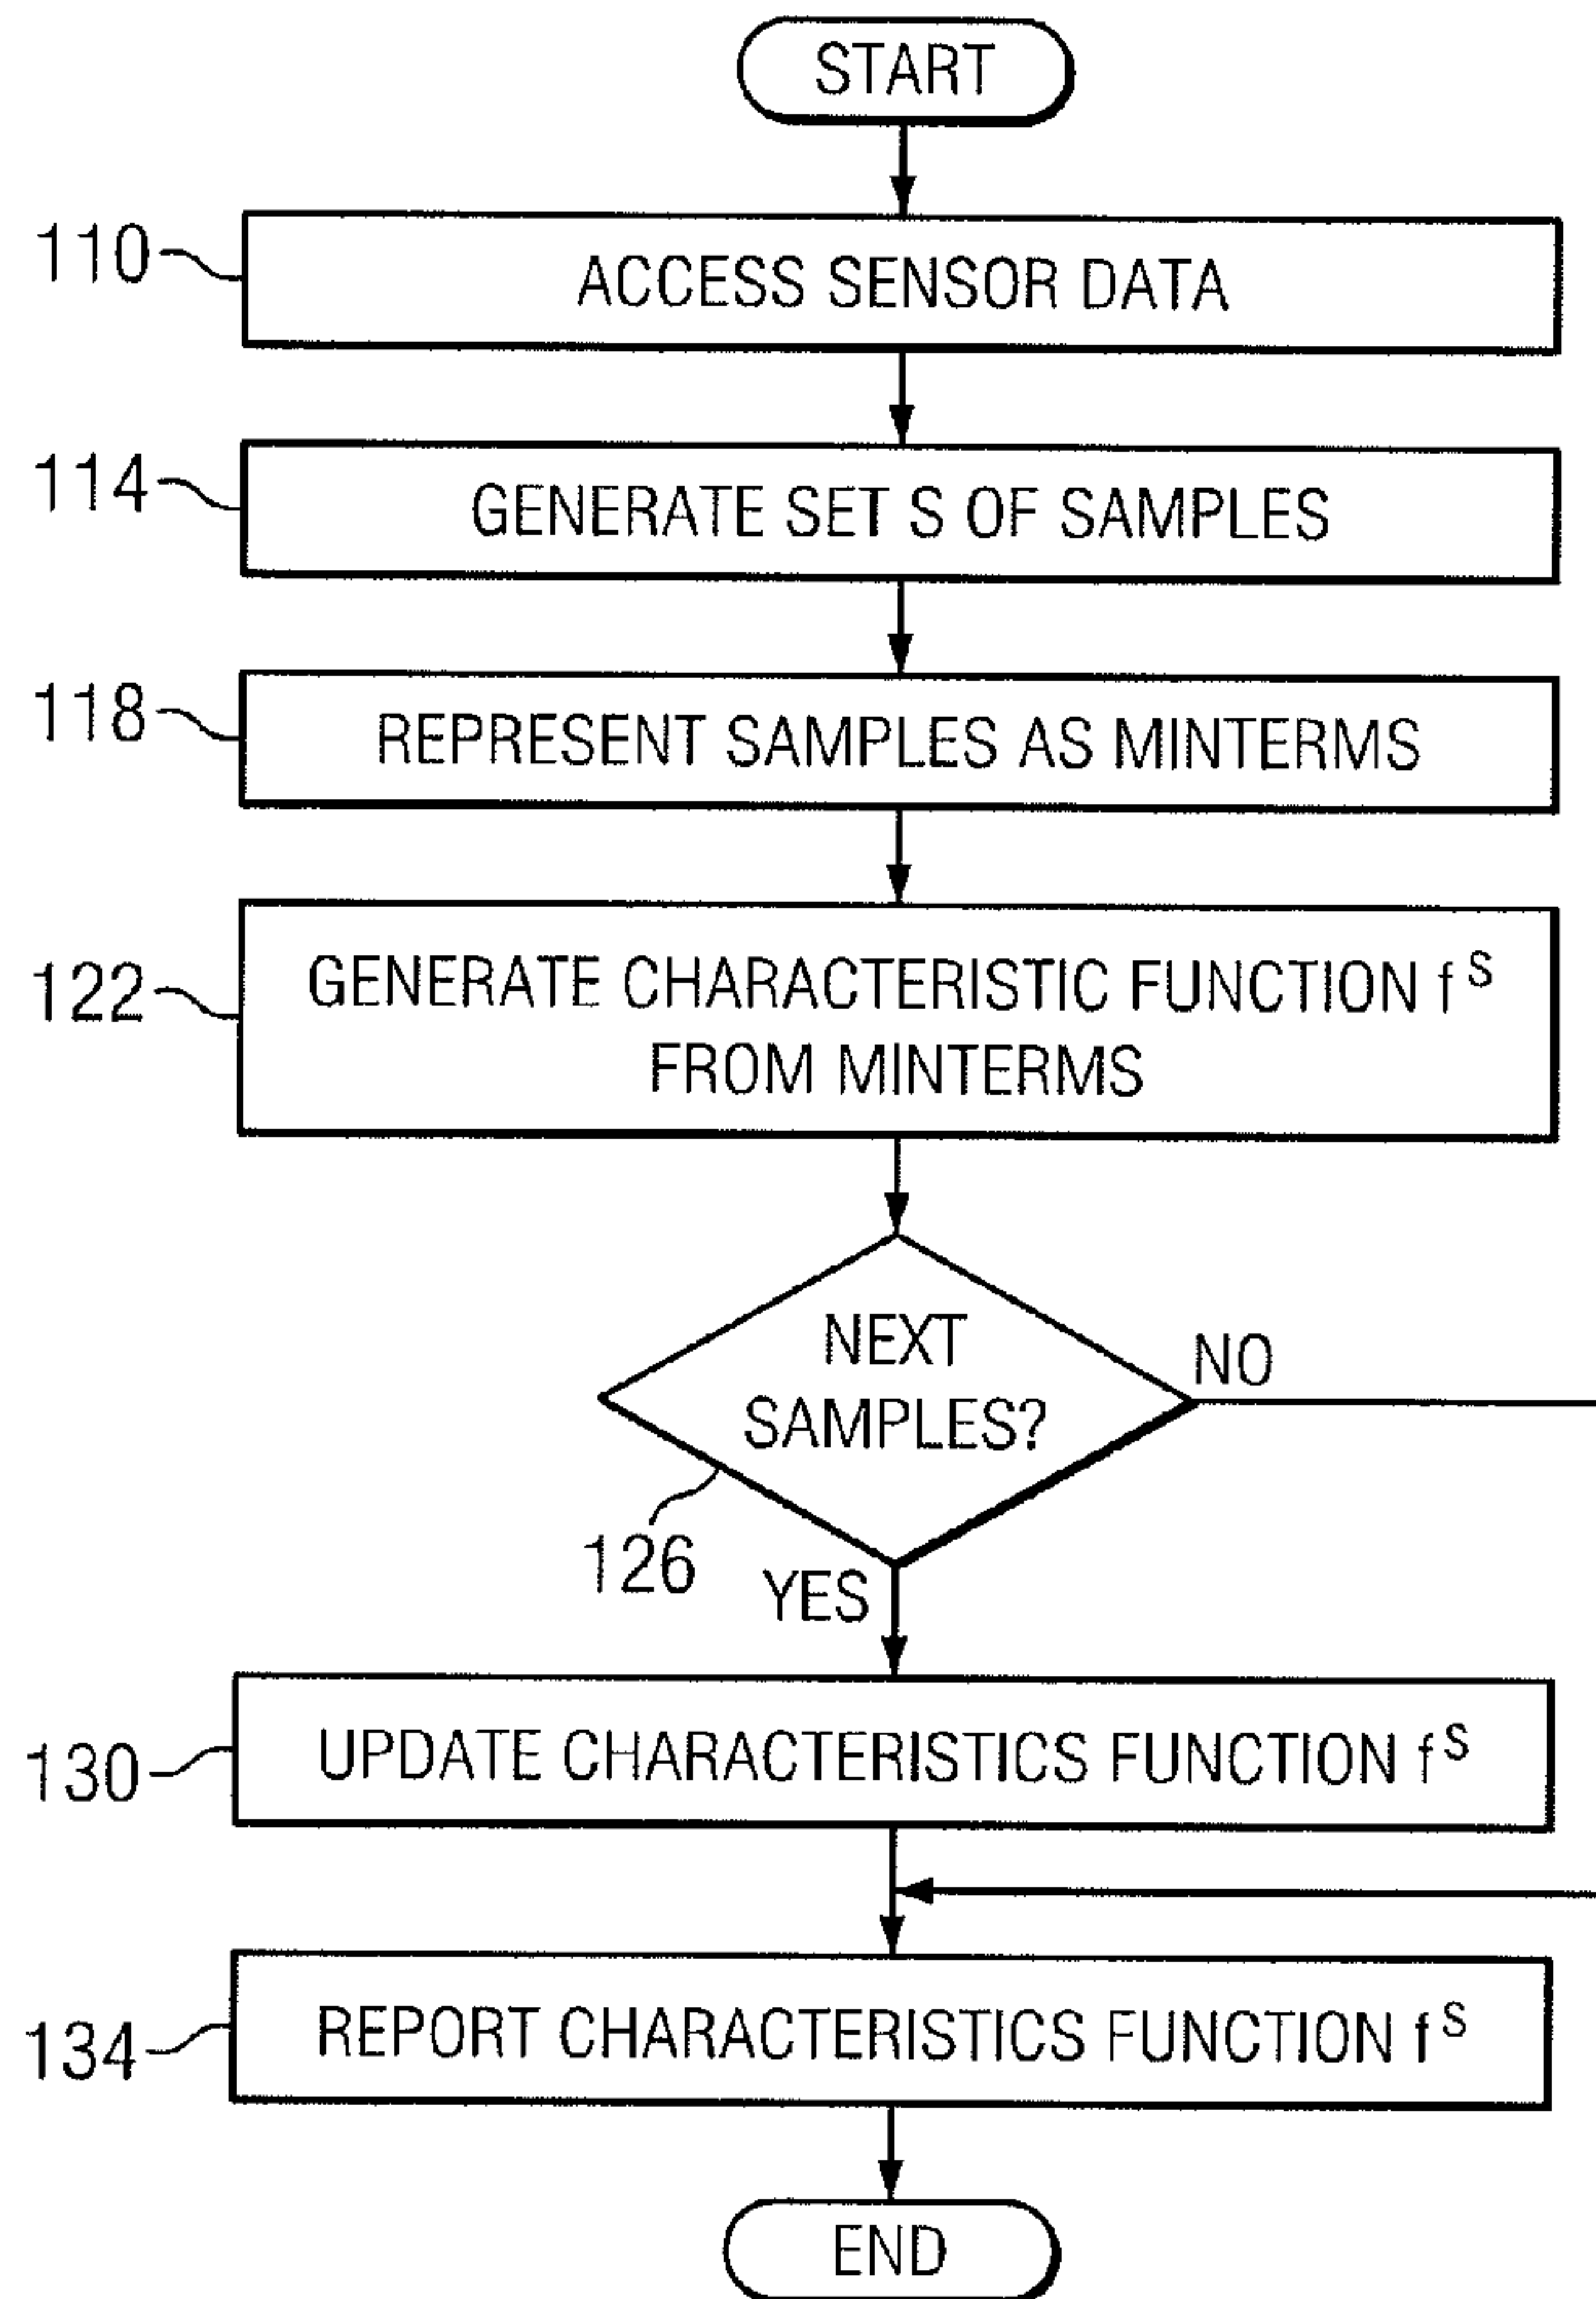 START
110
ACCESS SENSOR DATA
114
GENERATE SET S OF SAMPLES
118
REPRESENT SAMPLES AS MINTERMS
122
GENERATE CHARACTERISTIC FUNCTION f^S
FROM MINTERMS
NEXT
SAMPLES?
NO
126
YES
130
UPDATE CHARACTERISTICS FUNCTION f^S
134
REPORT CHARACTERISTICS FUNCTION f^S
END